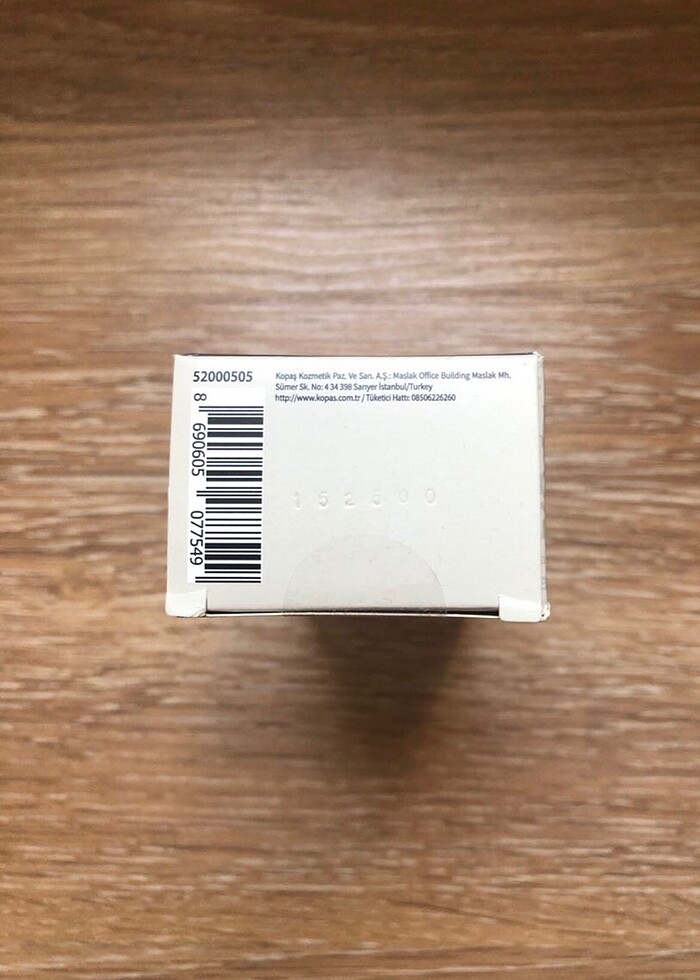 52000505
Kopaş Kozmetik Paz. Ve San. A.Ş.: Maslak Office Building Maslak Mh.
Sümer Sk. No: 4 34 398 Sarıyer İstanbul/Turkey
http://www.kopas.com.tr / Tüketici Hattı: 08506226260
8 690605 077549